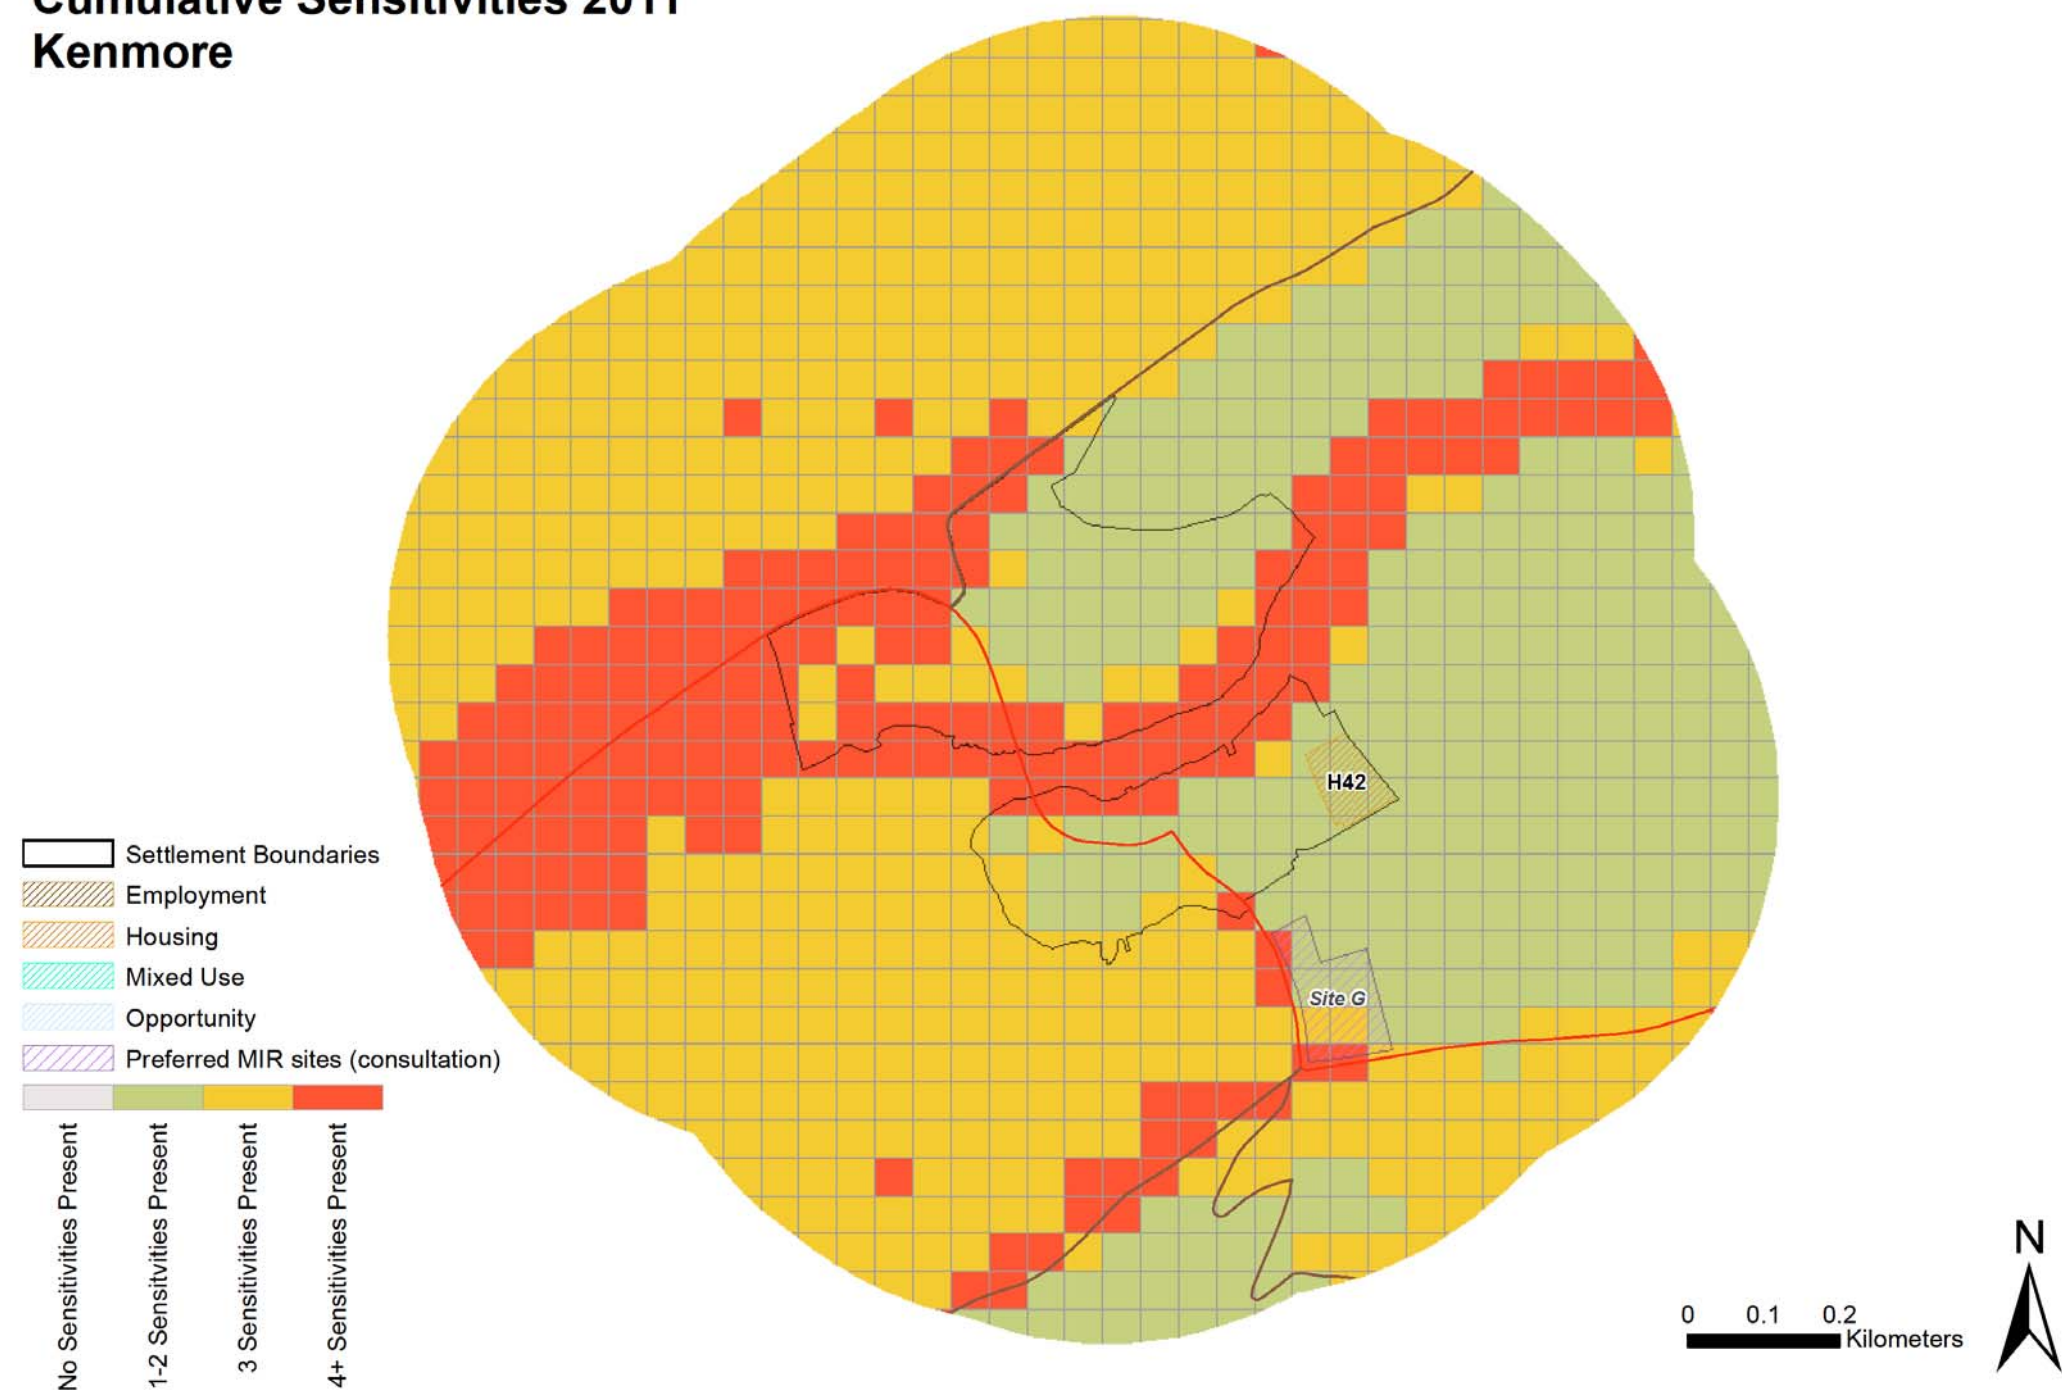 Cumulative Sensitivities 2011
Kenmore
H42
Site G
Settlement Boundaries
Employment
Housing
Mixed Use
Opportunity
Preferred MIR sites (consultation)
No Sensitivities Present
1-2 Sensitvities Present
3 Sensitivities Present
4+ Sensitivities Present
0 0.1 0.2
Kilometers
N